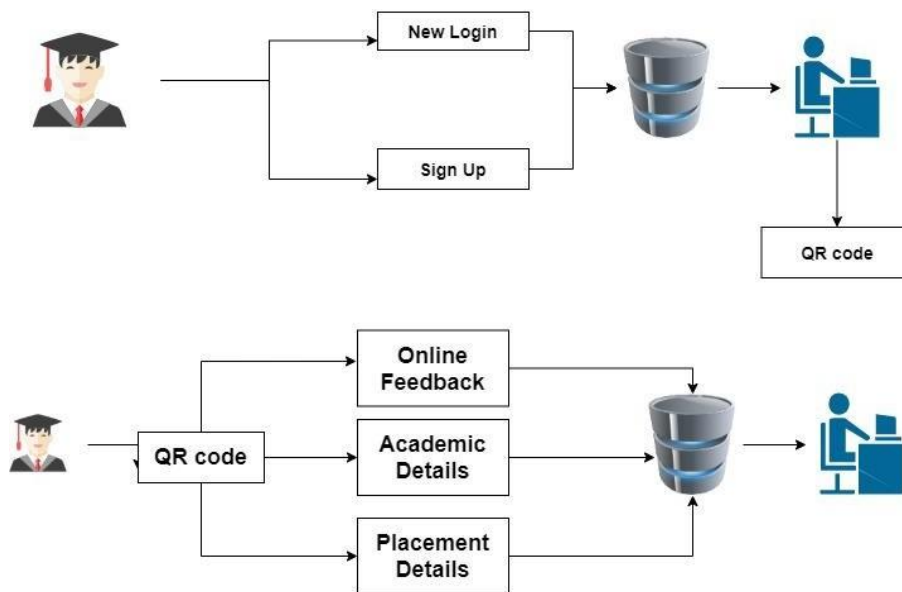 New Login
Sign Up
QR code
Online
Feedback
QR code
Academic
Details
Placement
Details